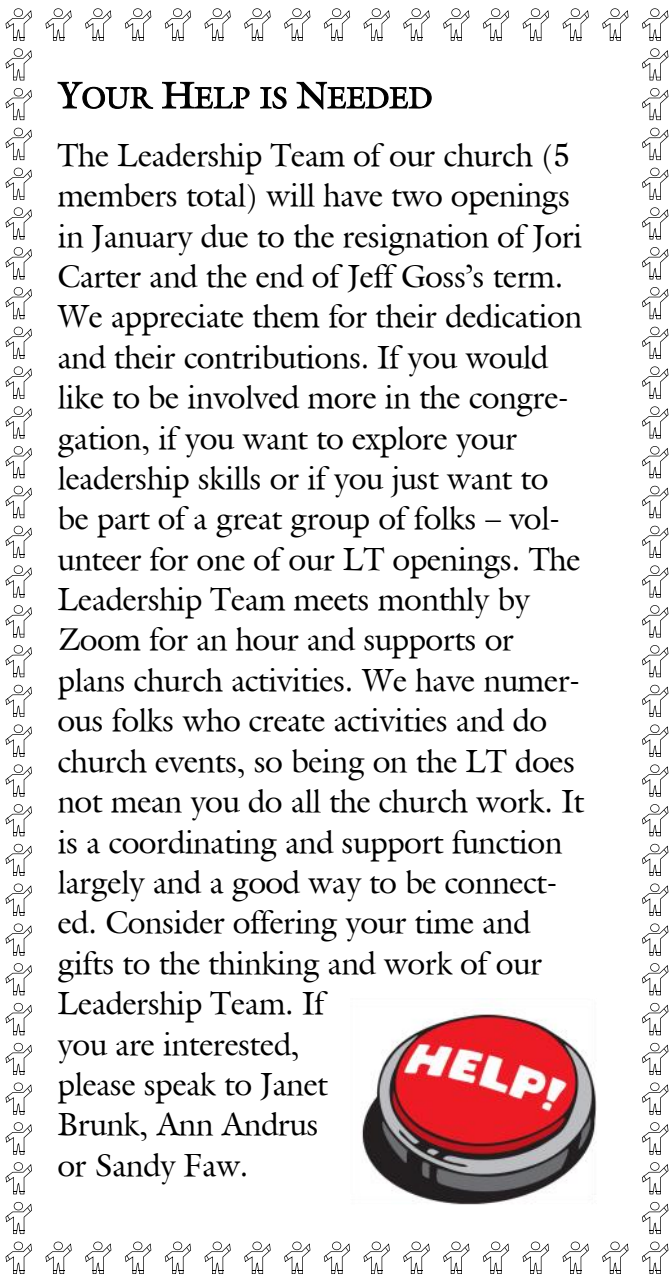 YOUR HELP IS NEEDED
The Leadership Team of our church (5
members total) will have two openings
in January due to the resignation of Jori
Carter and the end of Jeff Goss’s term.
We appreciate them for their dedication
and their contributions. If you would
like to be involved more in the congre-
gation, if you want to explore your
leadership skills or if you just want to
be part of a great group of folks – vol-
unteer for one of our LT openings. The
Leadership Team meets monthly by
Zoom for an hour and supports or
plans church activities. We have numer-
ous folks who create activities and do
church events, so being on the LT does
not mean you do all the church work. It
is a coordinating and support function
largely and a good way to be connect-
ed. Consider offering your time and
gifts to the thinking and work of our
Leadership Team. If
you are interested,
please speak to Janet
Brunk, Ann Andrus
or Sandy Faw.
HELP!